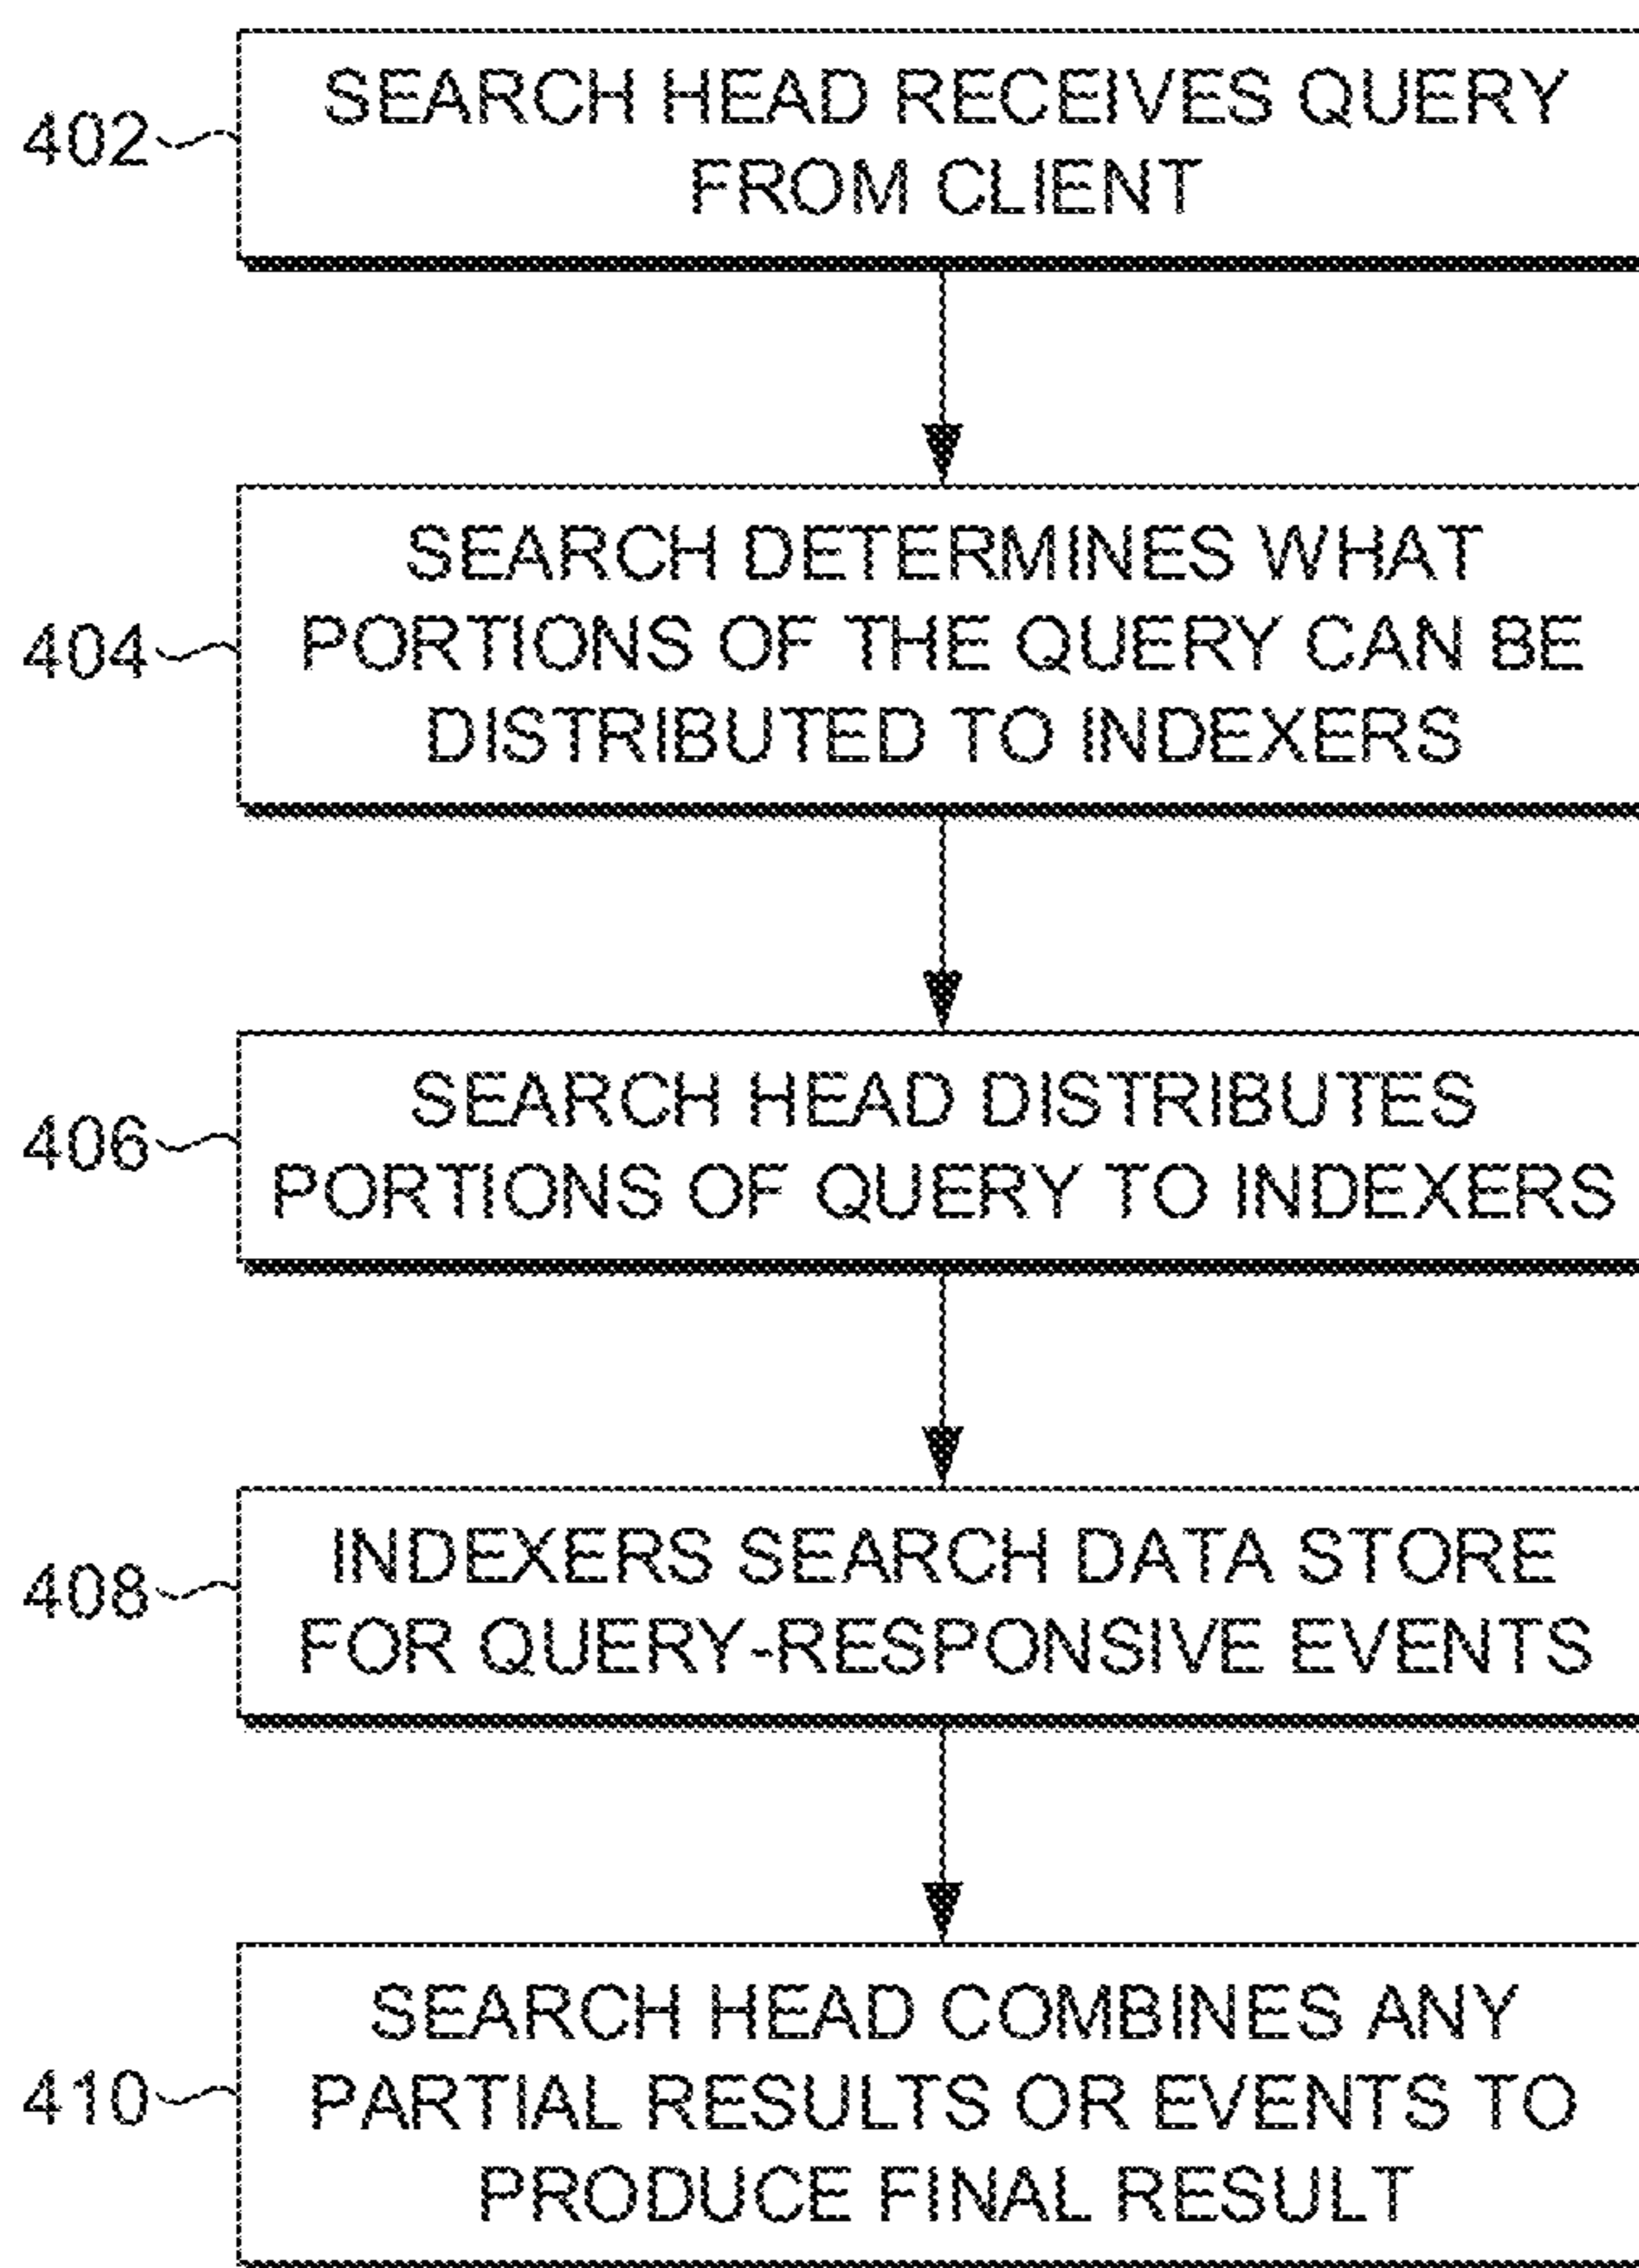 402
SEARCH HEAD RECEIVES QUERY
FROM CLIENT
404
SEARCH DETERMINES WHAT
PORTIONS OF THE QUERY CAN BE
DISTRIBUTED TO INDEXERS
406
SEARCH HEAD DISTRIBUTES
PORTIONS OF QUERY TO INDEXERS
408
INDEXERS SEARCH DATA STORE
FOR QUERY-RESPONSIVE EVENTS
410
SEARCH HEAD COMBINES ANY
PARTIAL RESULTS OR EVENTS TO
PRODUCE FINAL RESULT